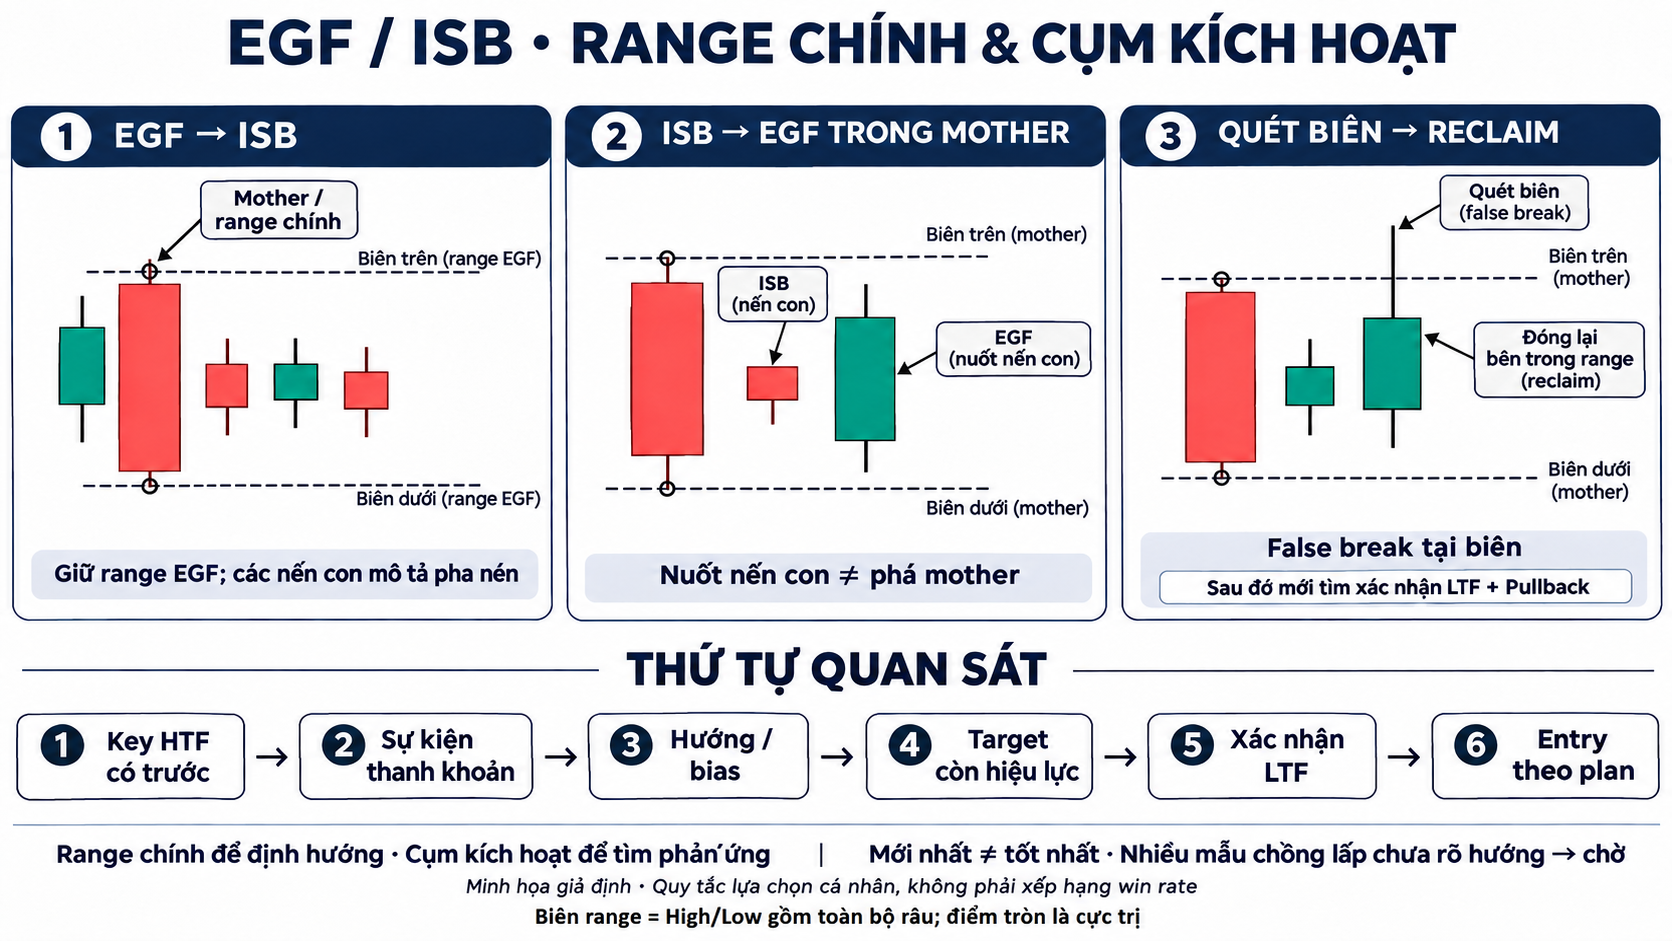 EGF / ISB • RANGE CHÍNH & CỤM KÍCH HOẠT
1 EGF → ISB
Mother /
range chính
Biên trên (range EGF)
Biên dưới (range EGF)
Giữ range EGF; các nến con mô tả pha nén
2 ISB → EGF TRONG MOTHER
Biên trên (mother)
ISB
(nến con)
EGF
(nuốt nến con)
Biên dưới (mother)
Nuốt nến con ≠ phá mother
3 QUÉT BIÊN → RECLAIM
Quét biên
(false break)
Biên trên
(mother)
Đóng lại
bên trong range
(reclaim)
Biên dưới
(mother)
False break tại biên
Sau đó mới tìm xác nhận LTF + Pullback
THỨ TỰ QUAN SÁT
1 Key HTF
có trước
→
2 Sự kiện
thanh khoản
→
3 Hướng /
bias
→
4 Target
còn hiệu lực
→
5 Xác nhận
LTF
→
6 Entry
theo plan
Range chính để định hướng • Cụm kích hoạt để tìm phản ứng | Mới nhất ≠ tốt nhất • Nhiều mẫu chồng lấp chưa rõ hướng → chờ
Minh họa giả định • Quy tắc lựa chọn cá nhân, không phải xếp hạng win rate
Biên range = High/Low gồm toàn bộ râu; điểm tròn là cực trị